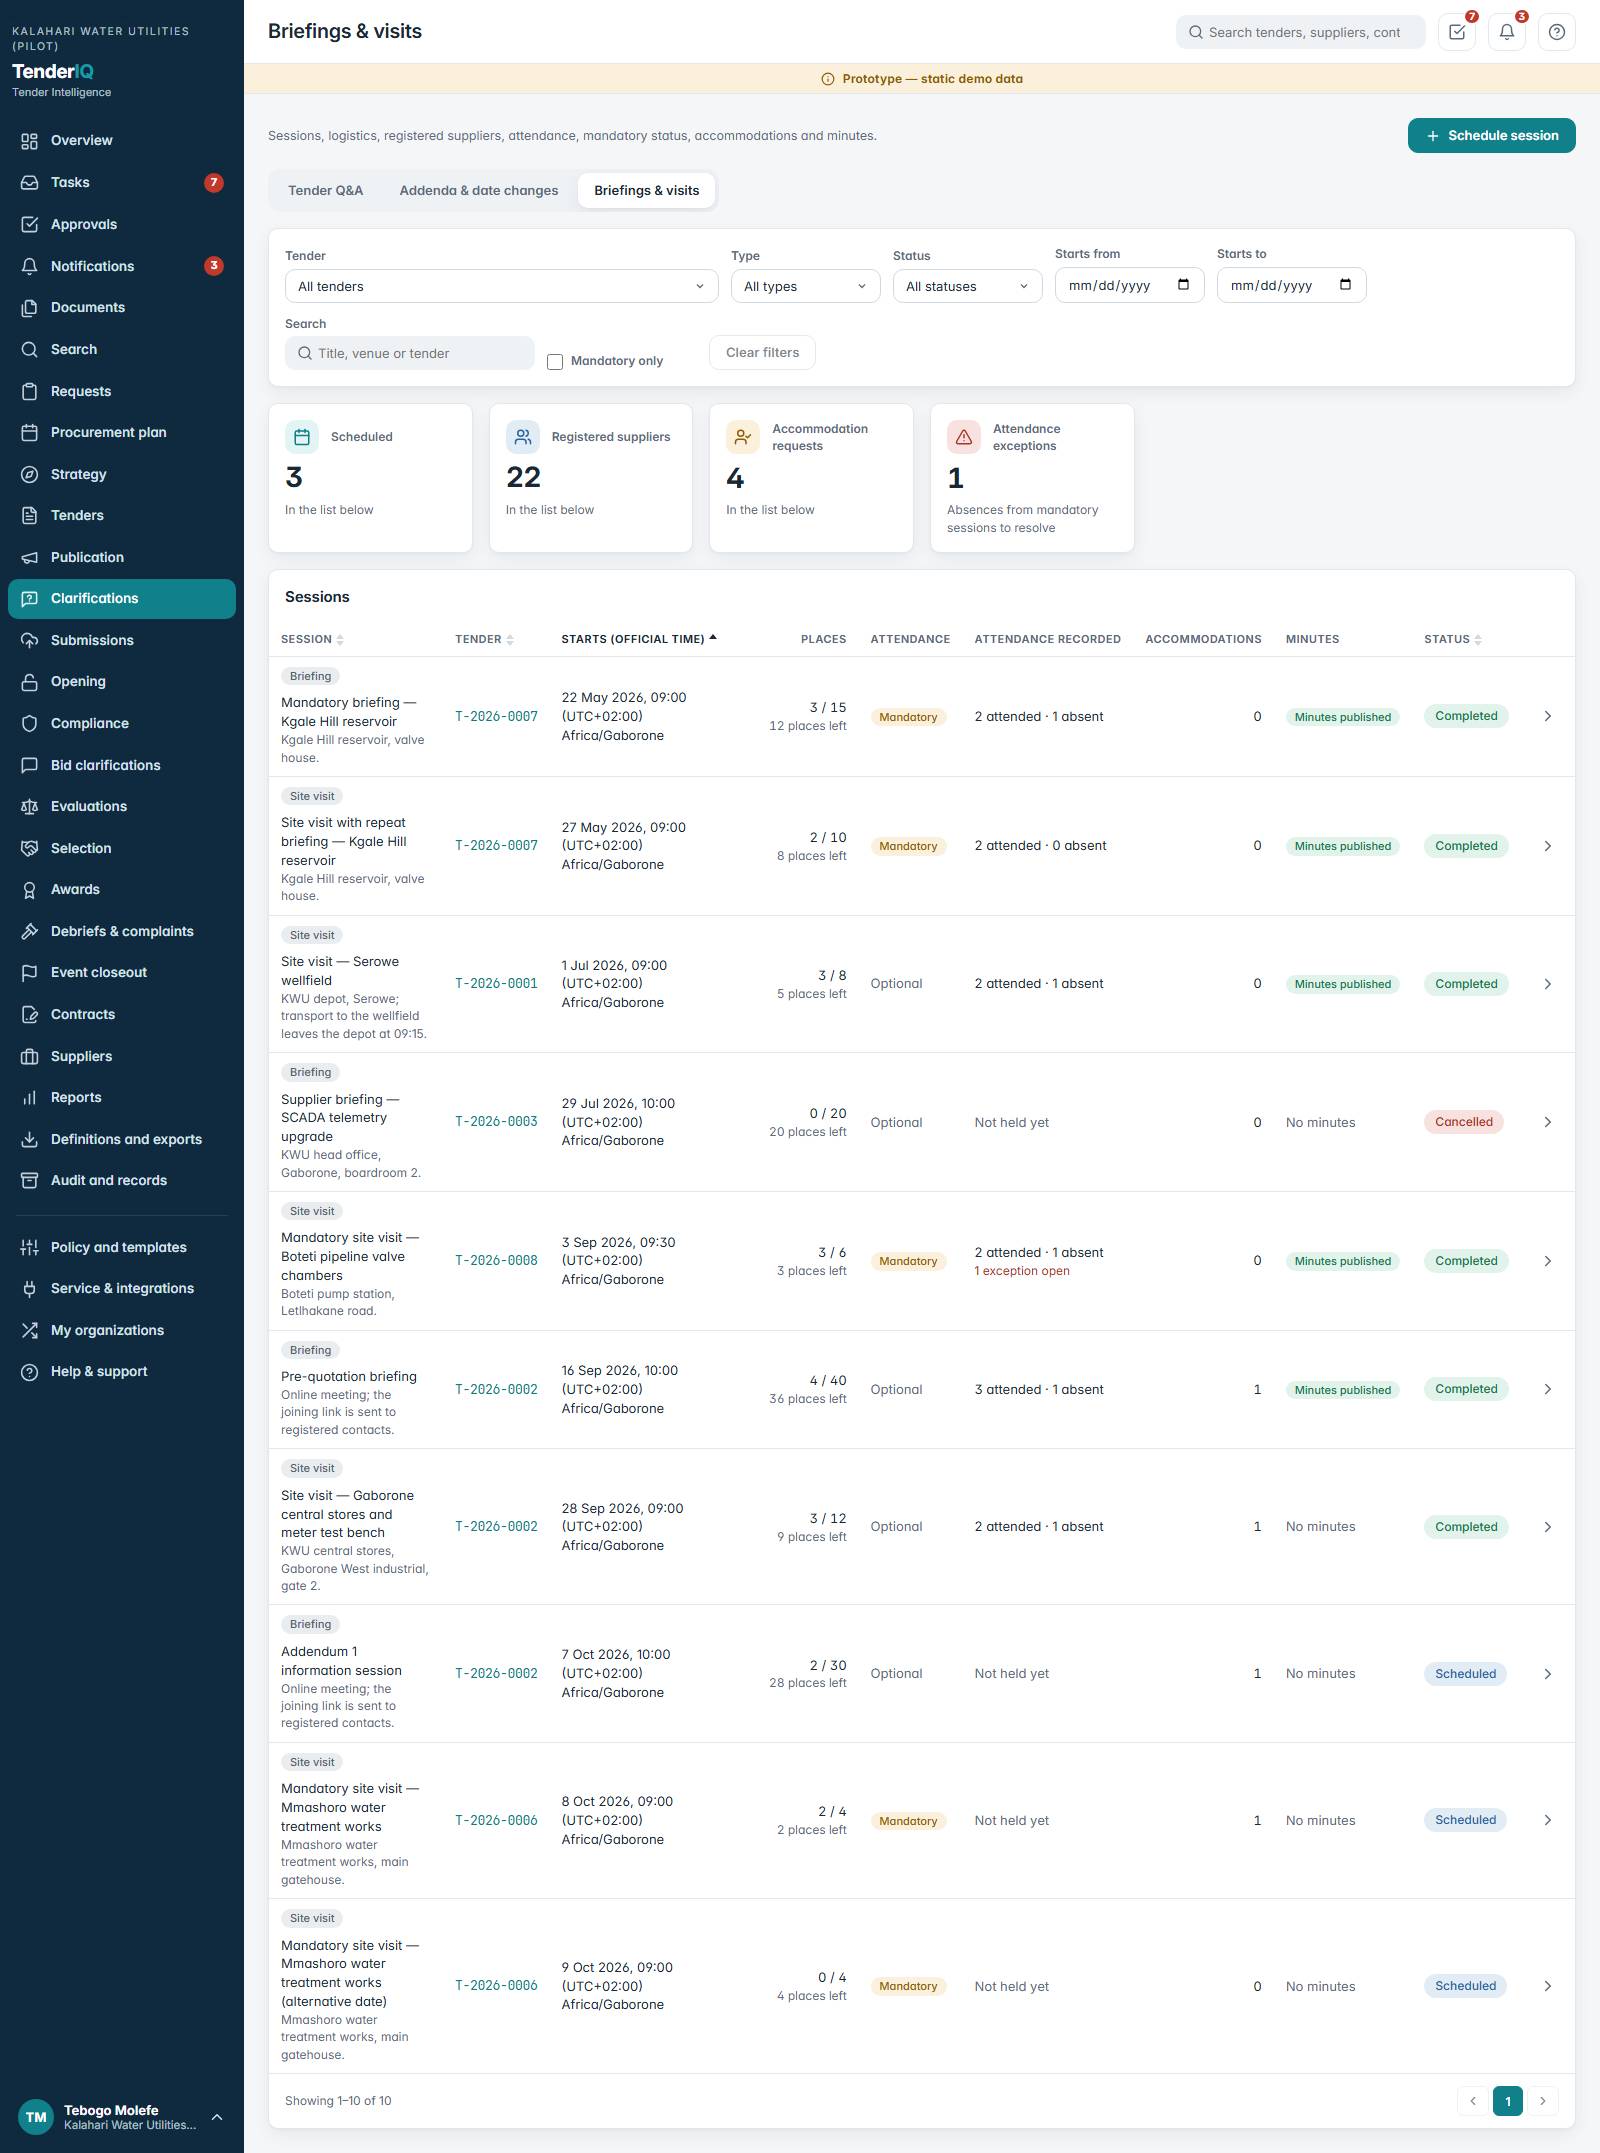 KALAHARI WATER UTILITIES
(PILOT)
TenderIQ
Tender Intelligence
Overview
Tasks
7
Approvals
Notifications
3
Documents
Search
Requests
Procurement plan
Strategy
Tenders
Publication
Clarifications
Submissions
Opening
Compliance
Bid clarifications
Evaluations
Selection
Awards
Debriefs & complaints
Event closeout
Contracts
Suppliers
Reports
Definitions and exports
Audit and records
Policy and templates
Service & integrations
My organizations
Help & support
TM
Tebogo Molefe
Kalahari Water Utilities...
Briefings & visits
Search tenders, suppliers, cont
7
3
Prototype — static demo data
Sessions, logistics, registered suppliers, attendance, mandatory status, accommodations and minutes.
Schedule session
Tender Q&A
Addenda & date changes
Briefings & visits
Tender
All tenders
Type
All types
Status
All statuses
Starts from
mm/dd/yyyy
Starts to
mm/dd/yyyy
Search
Title, venue or tender
Mandatory only
Clear filters
Scheduled
3
In the list below
Registered suppliers
22
In the list below
Accommodation
requests
4
In the list below
Attendance
exceptions
1
Absences from mandatory
sessions to resolve
Sessions
SESSION TENDER STARTS (OFFICIAL TIME) PLACES ATTENDANCE ATTENDANCE RECORDED ACCOMMODATIONS MINUTES STATUS
Briefing
Mandatory briefing —
Kgale Hill reservoir
Kgale Hill reservoir, valve
house.
T-2026-0007
22 May 2026, 09:00
(UTC+02:00)
Africa/Gaborone
3 / 15
12 places left
Mandatory
2 attended · 1 absent
0
Minutes published
Completed
Site visit
Site visit with repeat
briefing — Kgale Hill
reservoir
Kgale Hill reservoir, valve
house.
T-2026-0007
27 May 2026, 09:00
(UTC+02:00)
Africa/Gaborone
2 / 10
8 places left
Mandatory
2 attended · 0 absent
0
Minutes published
Completed
Site visit
Site visit — Serowe
wellfield
KWU depot, Serowe;
transport to the wellfield
leaves the depot at 09:15.
T-2026-0001
1 Jul 2026, 09:00
(UTC+02:00)
Africa/Gaborone
3 / 8
5 places left
Optional
2 attended · 1 absent
0
Minutes published
Completed
Briefing
Supplier briefing —
SCADA telemetry
upgrade
KWU head office,
Gaborone, boardroom 2.
T-2026-0003
29 Jul 2026, 10:00
(UTC+02:00)
Africa/Gaborone
0 / 20
20 places left
Optional
Not held yet
0
No minutes
Cancelled
Site visit
Mandatory site visit —
Boteti pipeline valve
chambers
Boteti pump station,
Letlhakane road.
T-2026-0008
3 Sep 2026, 09:30
(UTC+02:00)
Africa/Gaborone
3 / 6
3 places left
Mandatory
2 attended · 1 absent
1 exception open
0
Minutes published
Completed
Briefing
Pre-quotation briefing
Online meeting; the
joining link is sent to
registered contacts.
T-2026-0002
16 Sep 2026, 10:00
(UTC+02:00)
Africa/Gaborone
4 / 40
36 places left
Optional
3 attended · 1 absent
1
Minutes published
Completed
Site visit
Site visit — Gaborone
central stores and
meter test bench
KWU central stores,
Gaborone West industrial,
gate 2.
T-2026-0002
28 Sep 2026, 09:00
(UTC+02:00)
Africa/Gaborone
3 / 12
9 places left
Optional
2 attended · 1 absent
1
No minutes
Completed
Briefing
Addendum 1
information session
Online meeting; the
joining link is sent to
registered contacts.
T-2026-0002
7 Oct 2026, 10:00
(UTC+02:00)
Africa/Gaborone
2 / 30
28 places left
Optional
Not held yet
1
No minutes
Scheduled
Site visit
Mandatory site visit —
Mmashoro water
treatment works
Mmashoro water
treatment works, main
gatehouse.
T-2026-0006
8 Oct 2026, 09:00
(UTC+02:00)
Africa/Gaborone
2 / 4
2 places left
Mandatory
Not held yet
1
No minutes
Scheduled
Site visit
Mandatory site visit —
Mmashoro water
treatment works
(alternative date)
Mmashoro water
treatment works, main
gatehouse.
T-2026-0006
9 Oct 2026, 09:00
(UTC+02:00)
Africa/Gaborone
0 / 4
4 places left
Mandatory
Not held yet
0
No minutes
Scheduled
Showing 1–10 of 10
1